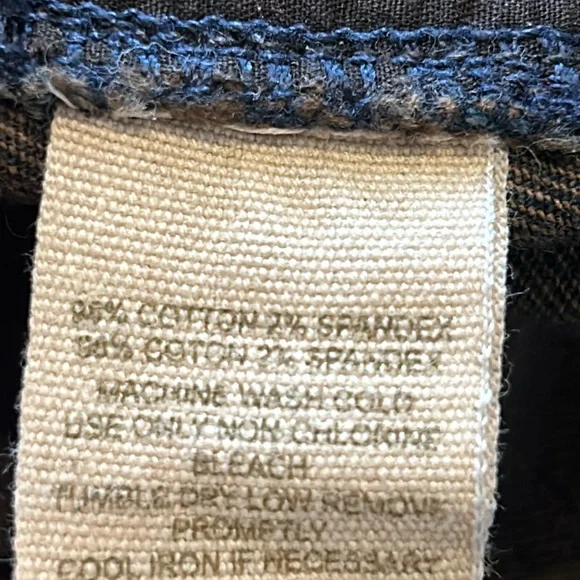 COTTON 2% SPANDEX
COTON 2% SPANDEX
MACHINE WASH COLD
USE ONLY NON CHLORINE
BLEACH
TUMBLE DRY LOW REMOVE
PROMPTLY
COOL IRON IF NECESSARY